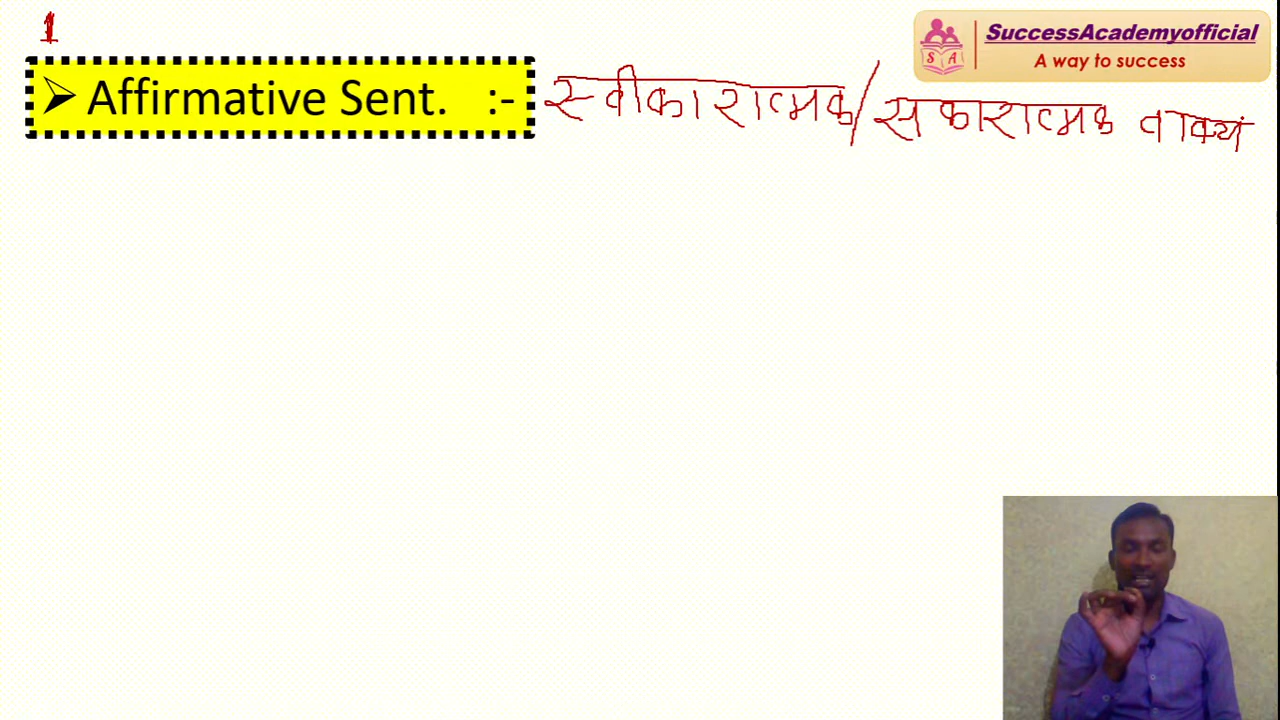 1
➤ Affirmative Sent. :- स्वीकारात्मक/सकारात्मक वाक्य
SuccessAcademyofficial
S A
A way to success